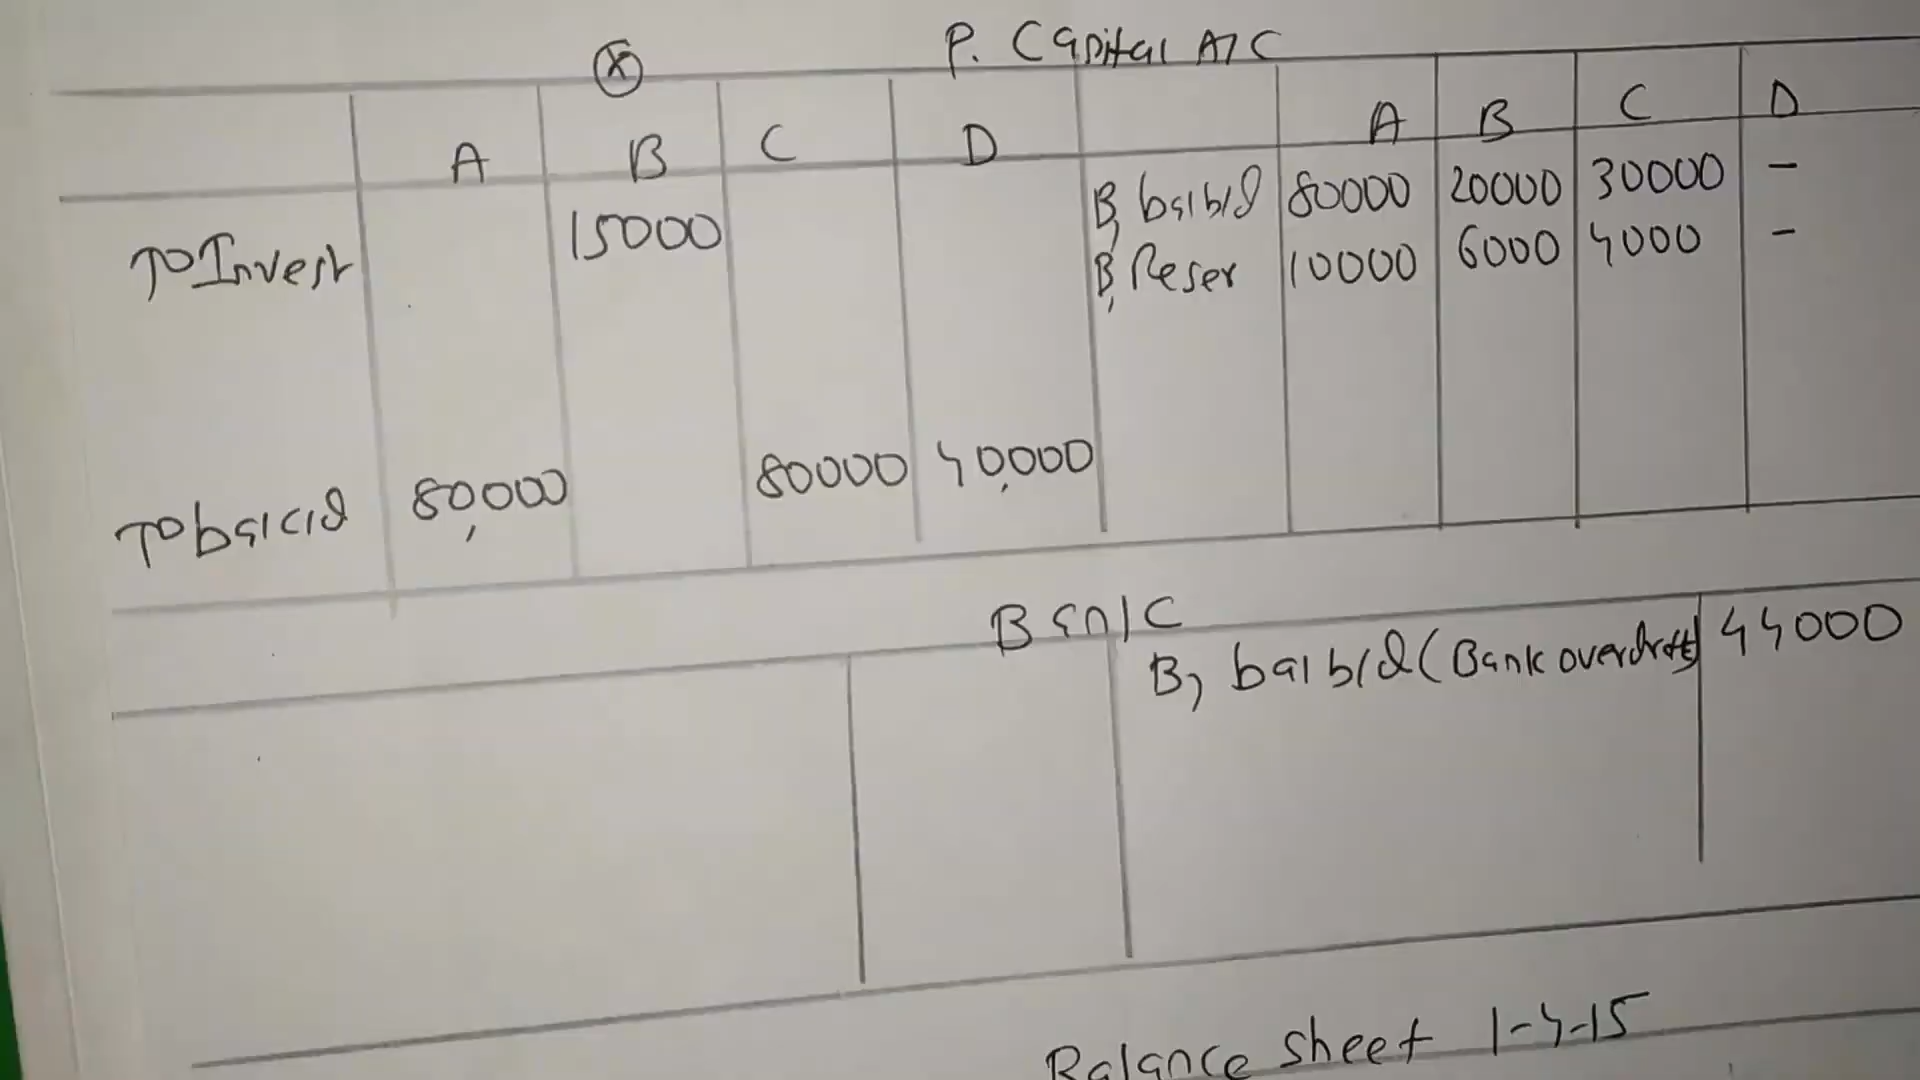 P. Capital A/C
X
A B C D A B C D
By bal b/d 80000 20000 30000 -
To Invest 15000
By Reser 10000 6000 4000 -
To bal c/d 80,000 80000 40,000
Ban/C
By bal b/d (Bank overdraft) 44000
Balance Sheet 1-4-15